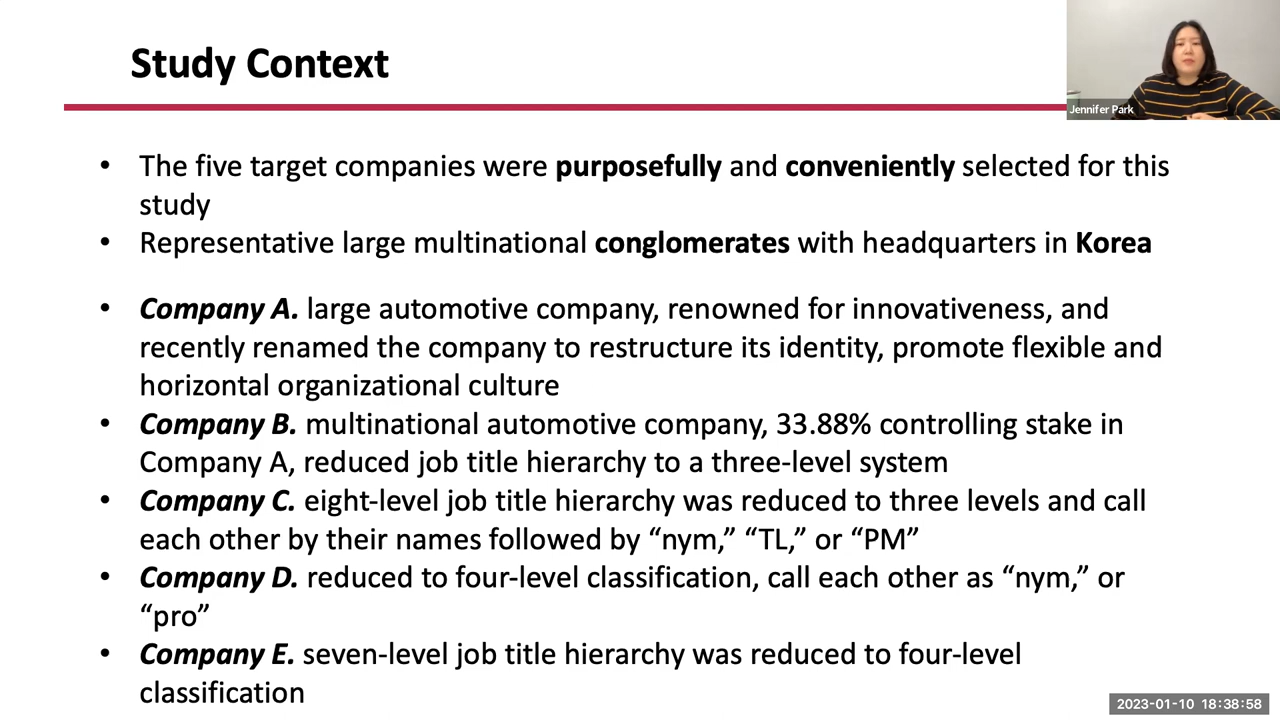 Study Context
Jennifer Park
• The five target companies were purposefully and conveniently selected for this
study
• Representative large multinational conglomerates with headquarters in Korea
• Company A. large automotive company, renowned for innovativeness, and
recently renamed the company to restructure its identity, promote flexible and
horizontal organizational culture
• Company B. multinational automotive company, 33.88% controlling stake in
Company A, reduced job title hierarchy to a three-level system
• Company C. eight-level job title hierarchy was reduced to three levels and call
each other by their names followed by “nym,” “TL,” or “PM”
• Company D. reduced to four-level classification, call each other as “nym,” or
“pro”
• Company E. seven-level job title hierarchy was reduced to four-level
classification
2023-01-10 18:38:58